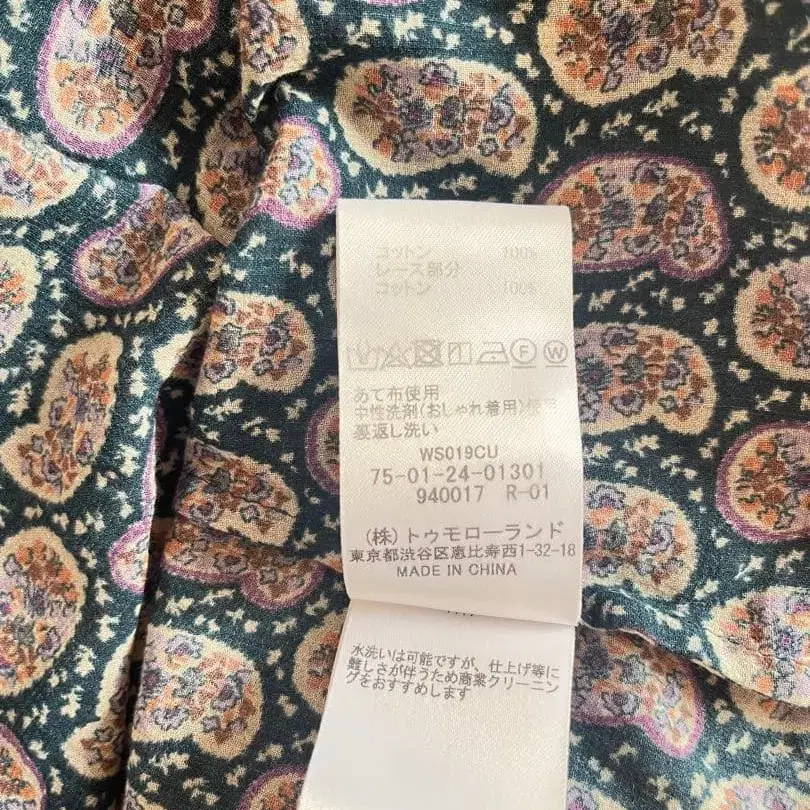 コットン 100%
レース部分
コットン 100%
F W
あて布使用
中性洗剤(おしゃれ着用)使用
裏返し洗い
WS019CU
75-01-24-01301
940017 R-01
(株)トゥモローランド
東京都渋谷区恵比寿西1-32-18
MADE IN CHINA
水洗いは可能ですが、仕上げ等に
難しさが伴うため商業クリーニン
グをおすすめします